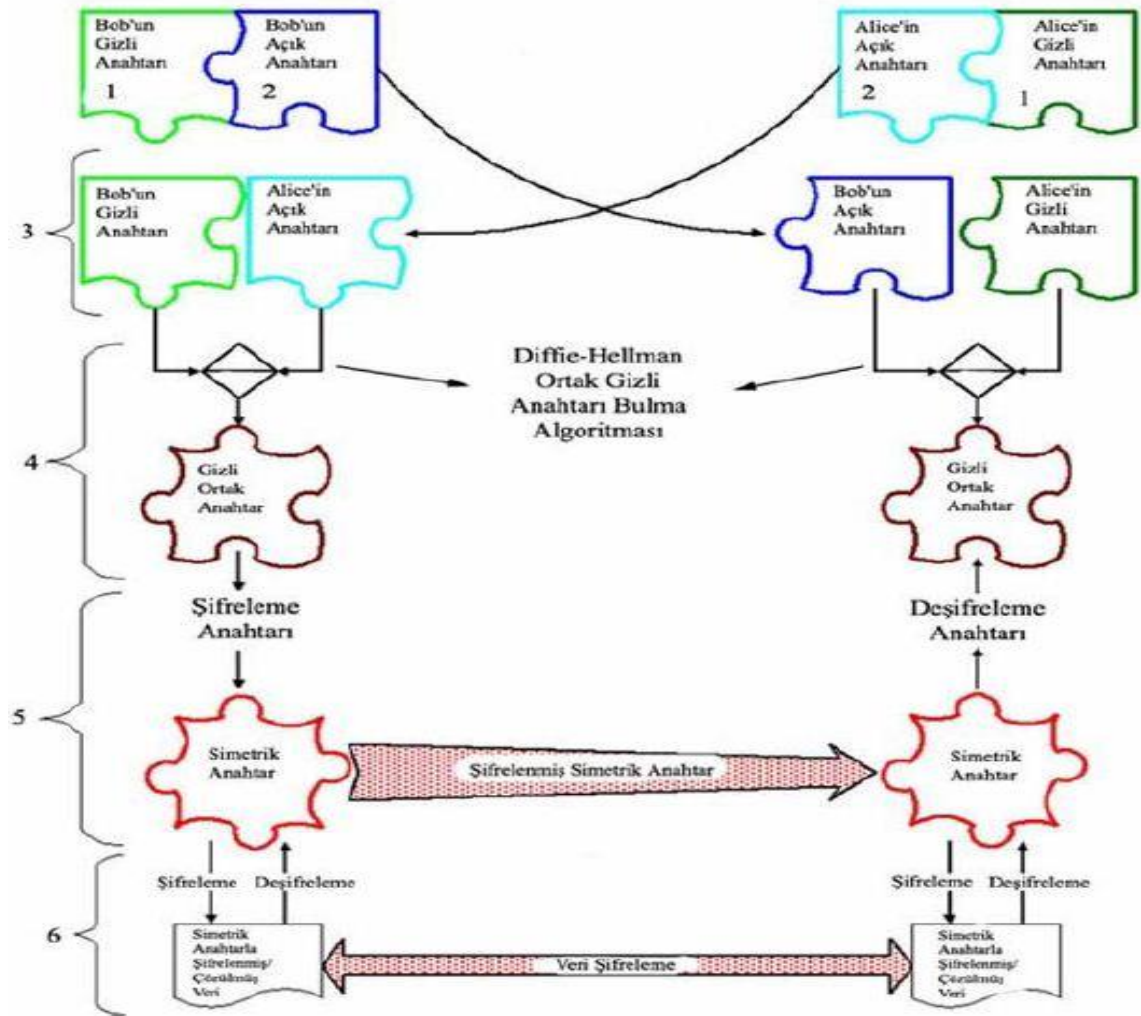 Bob'un
Gizli
Anahtarı
1
Bob'un
Açık
Anahtarı
2
Alice'in
Açık
Anahtarı
2
Alice'in
Gizli
Anahtarı
1
3
Bob'un
Gizli
Anahtarı
Alice'in
Açık
Anahtarı
Bob'un
Açık
Anahtarı
Alice'in
Gizli
Anahtarı
Diffie-Hellman
Ortak Gizli
Anahtarı Bulma
Algoritması
4
Gizli
Ortak
Anahtar
Gizli
Ortak
Anahtar
Şifreleme
Anahtarı
Deşifreleme
Anahtarı
5
Simetrik
Anahtar
Şifrelenmiş Simetrik Anahtar
Simetrik
Anahtar
Şifreleme
Deşifreleme
Şifreleme
Deşifreleme
6
Simetrik
Anahtarla
Şifrelenmiş/
Çözülmüş
Veri
Veri Şifreleme
Simetrik
Anahtarla
Şifrelenmiş/
Çözülmüş
Veri